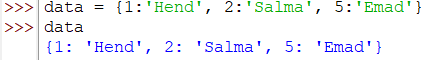 >>> data = {1:'Hend', 2:'Salma', 5:'Emad'}
>>> data
{1: 'Hend', 2: 'Salma', 5: 'Emad'}